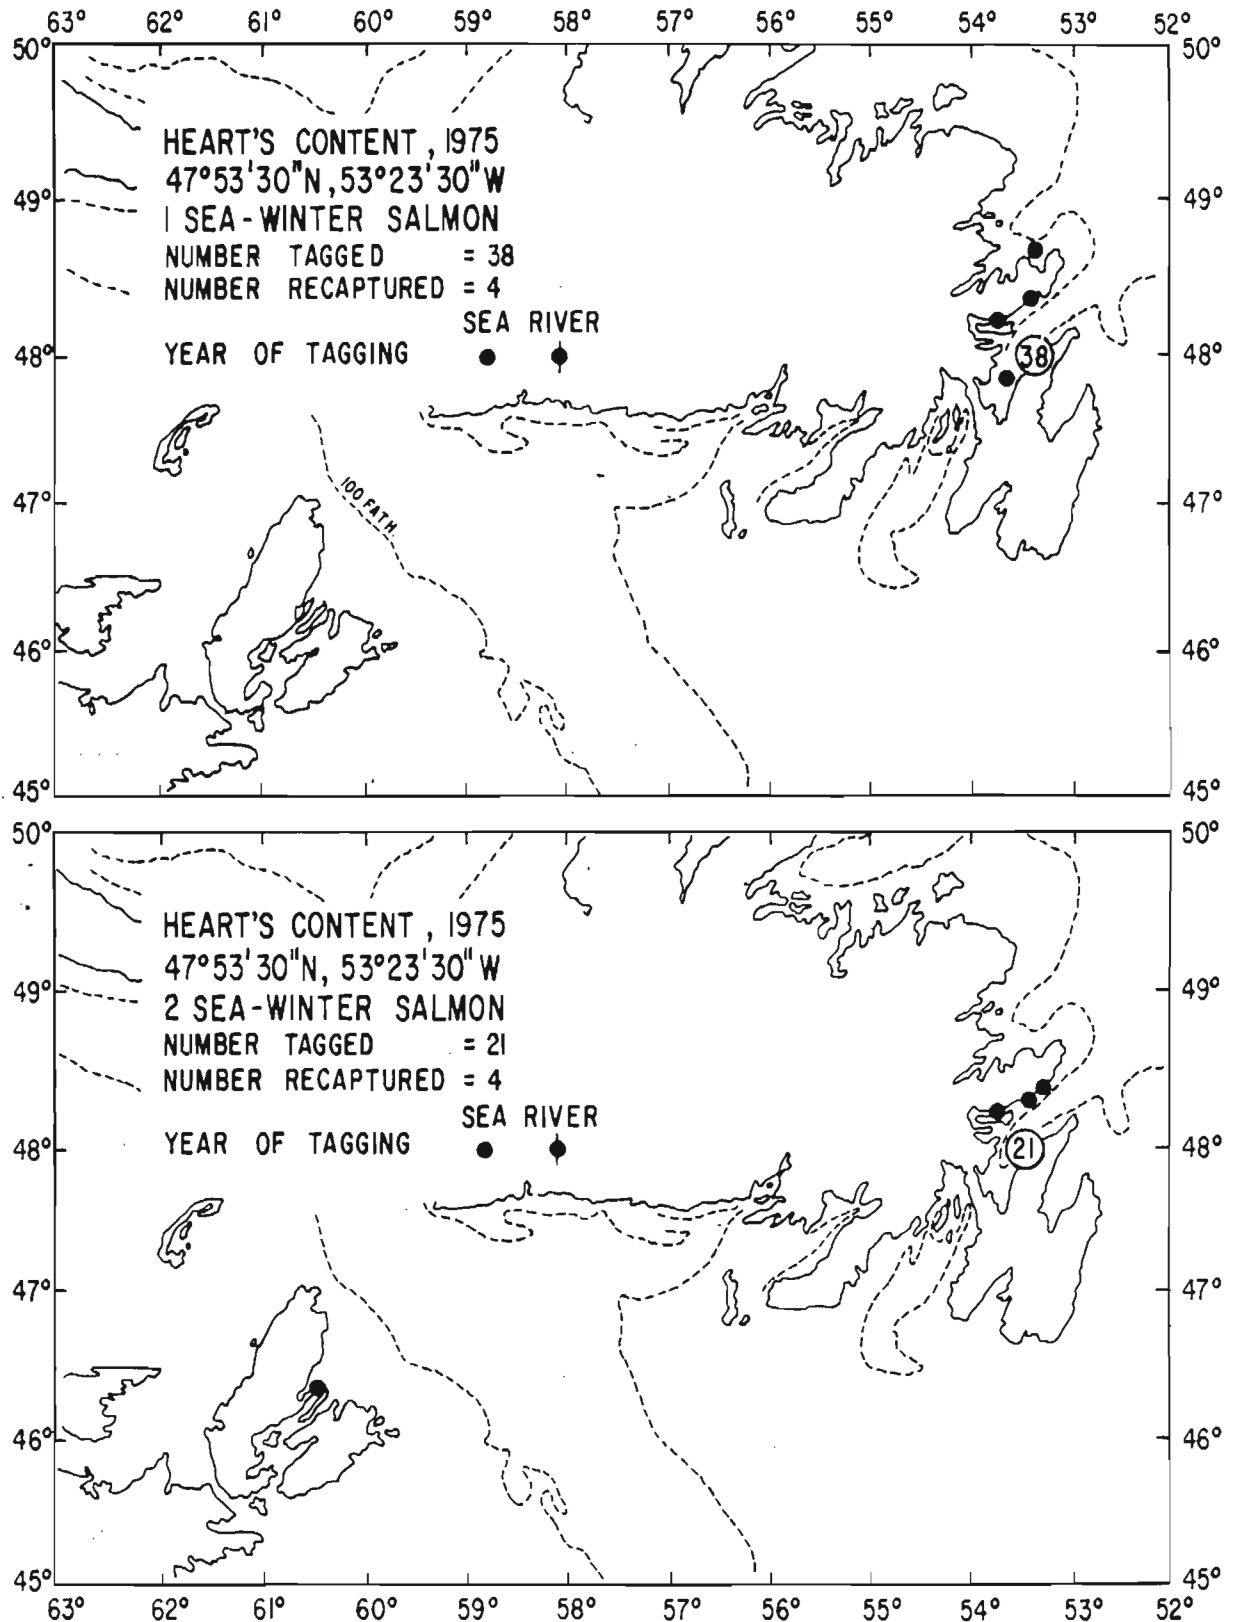 63° 62° 61° 60° 59° 58° 57° 56° 55° 54° 53° 52°
50° 50°
HEART'S CONTENT, 1975
47°53'30"N, 53°23'30"W
49° 49°
1 SEA-WINTER SALMON
NUMBER TAGGED = 38
NUMBER RECAPTURED = 4
SEA RIVER
YEAR OF TAGGING
48° 38 48°
100 FATH.
47° 47°
46° 46°
45° 45°
50° 50°
HEART'S CONTENT, 1975
47°53'30"N, 53°23'30"W
49° 49°
2 SEA-WINTER SALMON
NUMBER TAGGED = 21
NUMBER RECAPTURED = 4
SEA RIVER
YEAR OF TAGGING
48° 21 48°
47° 47°
46° 46°
45° 45°
63° 62° 61° 60° 59° 58° 57° 56° 55° 54° 53° 52°